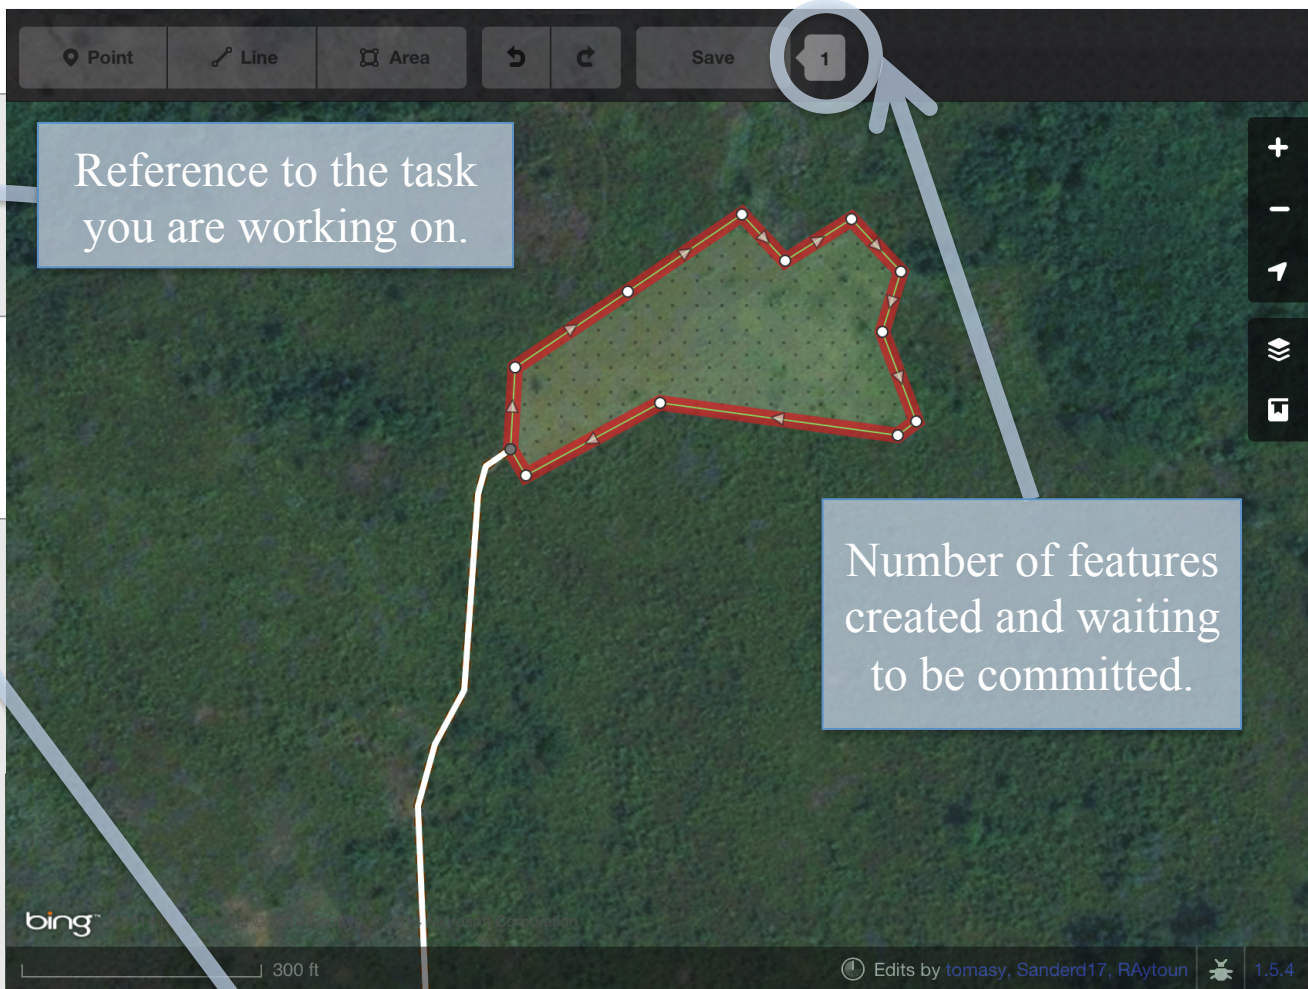 Point Line Area Save 1
Reference to the task
you are working on.
Number of features
created and waiting
to be committed.
bing
300 ft
Edits by tomasy, Sanderd17, RAytoun 1.5.4